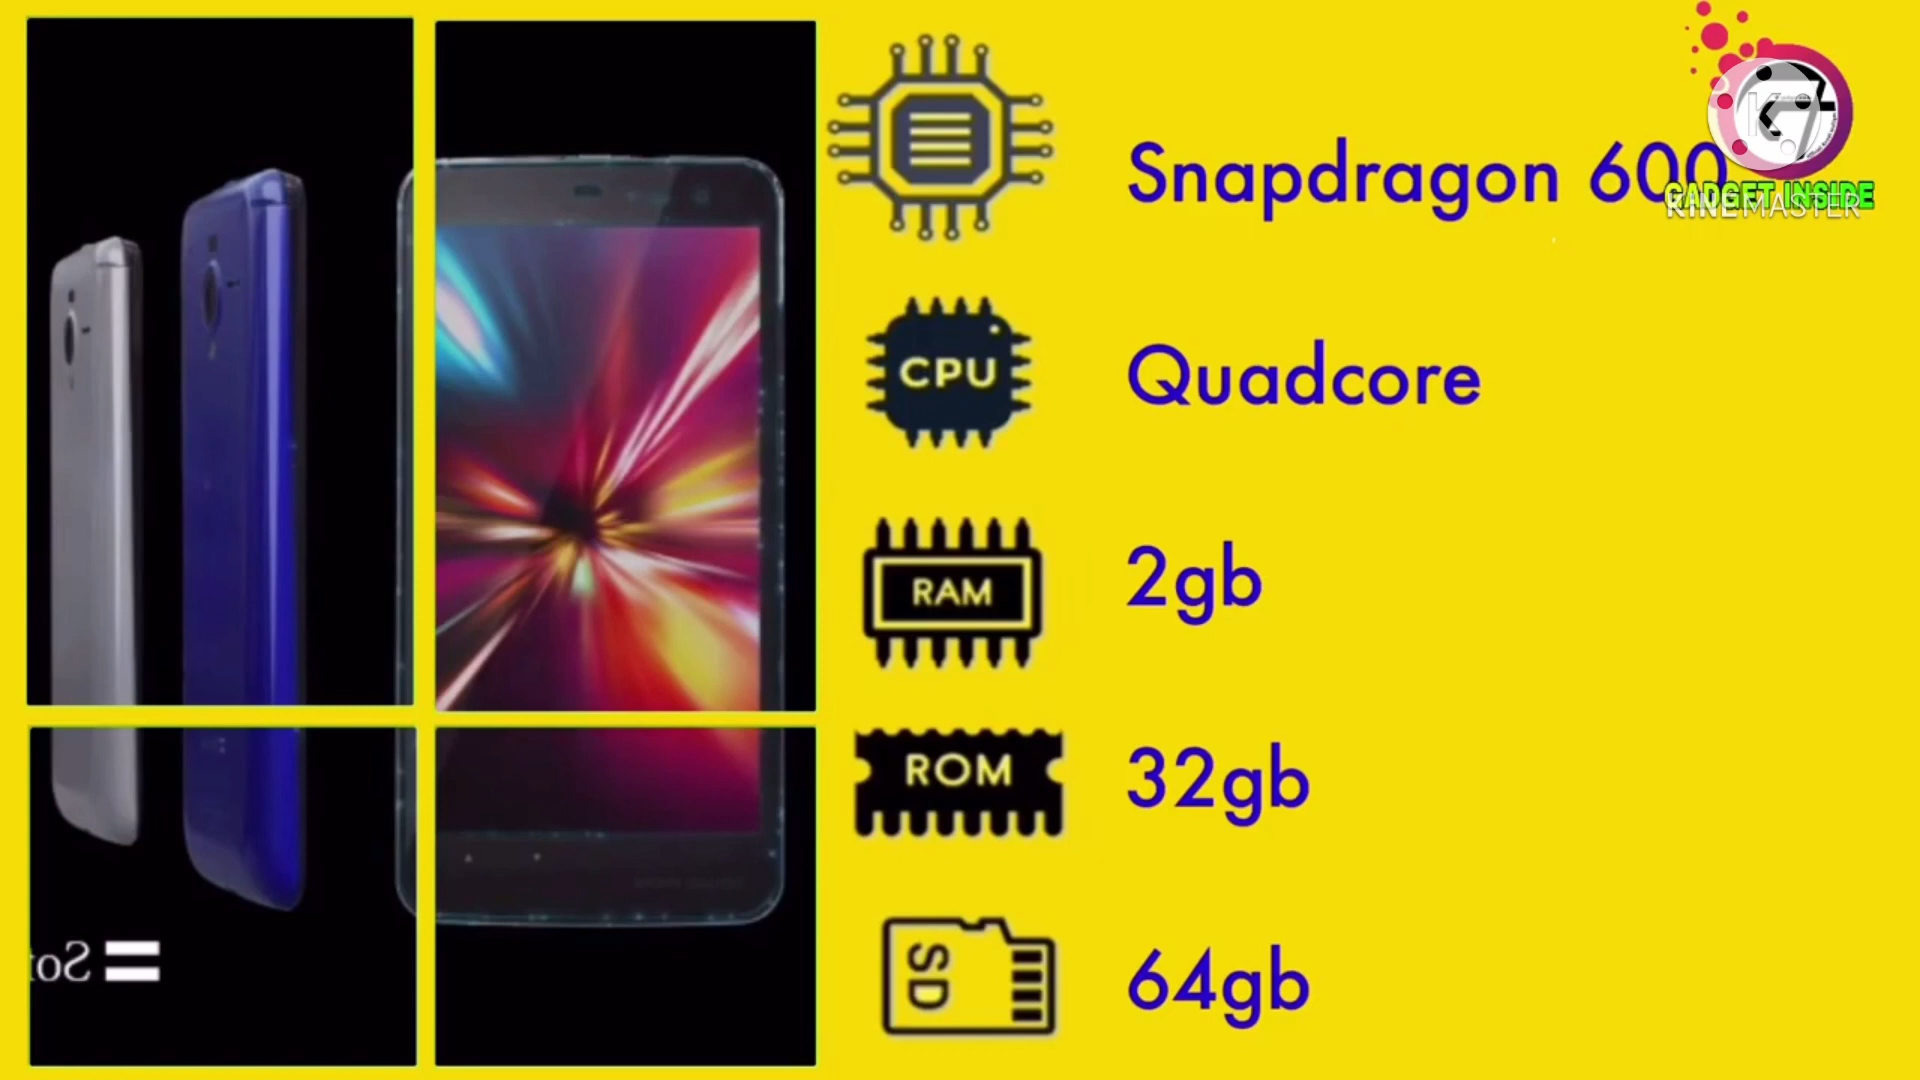 Snapdragon 600
GADGET INSIDE
KINEMASTER
CPU
Quadcore
RAM
2gb
ROM
32gb
SD
64gb